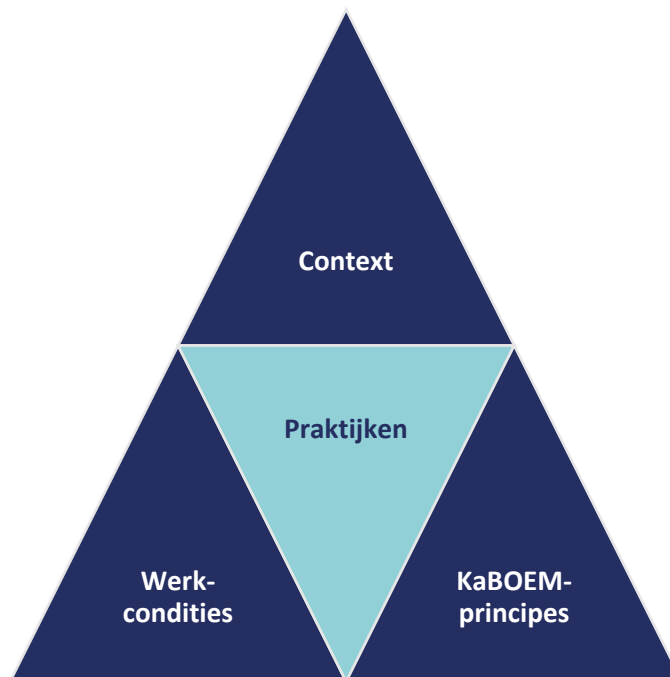 Context
Praktijken
Werk-
condities
KaBOEM-
principes